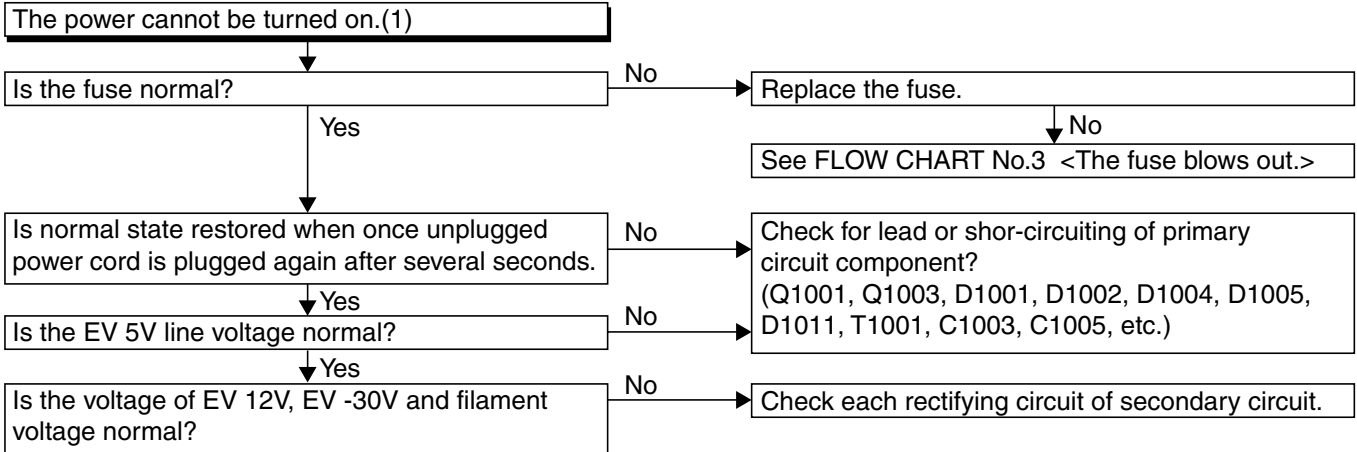 The power cannot be turned on.(1)
Is the fuse normal?
No
Replace the fuse.
Yes
No
See FLOW CHART No.3 <The fuse blows out.>
Is normal state restored when once unplugged
power cord is plugged again after several seconds.
No
Check for lead or shor-circuiting of primary
circuit component?
(Q1001, Q1003, D1001, D1002, D1004, D1005,
D1011, T1001, C1003, C1005, etc.)
Yes
Is the EV 5V line voltage normal?
No
Yes
Is the voltage of EV 12V, EV -30V and filament
voltage normal?
No
Check each rectifying circuit of secondary circuit.